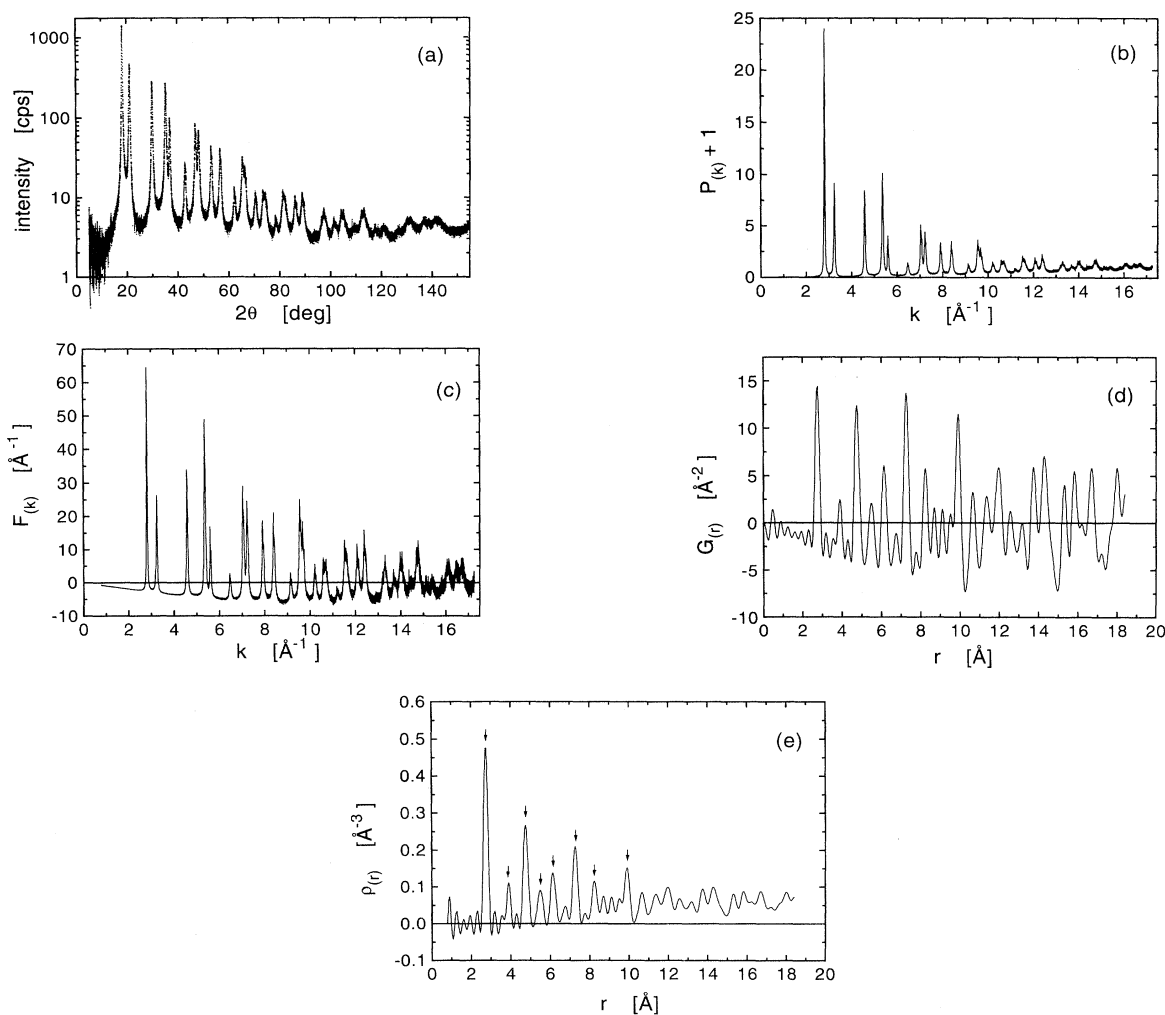 (a)
intensity [cps]
1000
100
10
1
0 20 40 60 80 100 120 140
2θ [deg]
(b)
P(k) + 1
25
20
15
10
5
0
0 2 4 6 8 10 12 14 16
k [Å-1]
(c)
F(k) [Å-1]
70
60
50
40
30
20
10
0
-10
0 2 4 6 8 10 12 14 16
k [Å-1]
(d)
G(r) [Å-2]
15
10
5
0
-5
-10
0 2 4 6 8 10 12 14 16 18 20
r [Å]
(e)
ρ(r) [Å-3]
0.6
0.5
0.4
0.3
0.2
0.1
0.0
-0.1
0 2 4 6 8 10 12 14 16 18 20
r [Å]